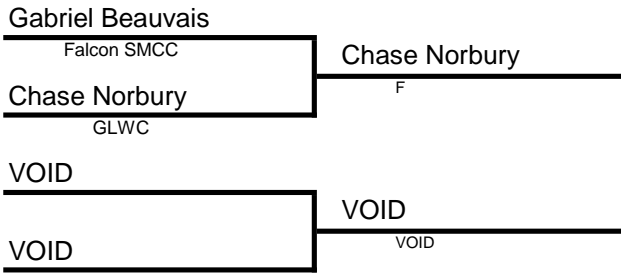 Gabriel Beauvais
Falcon SMCC
Chase Norbury
F
Chase Norbury
GLWC
VOID
VOID
VOID
VOID